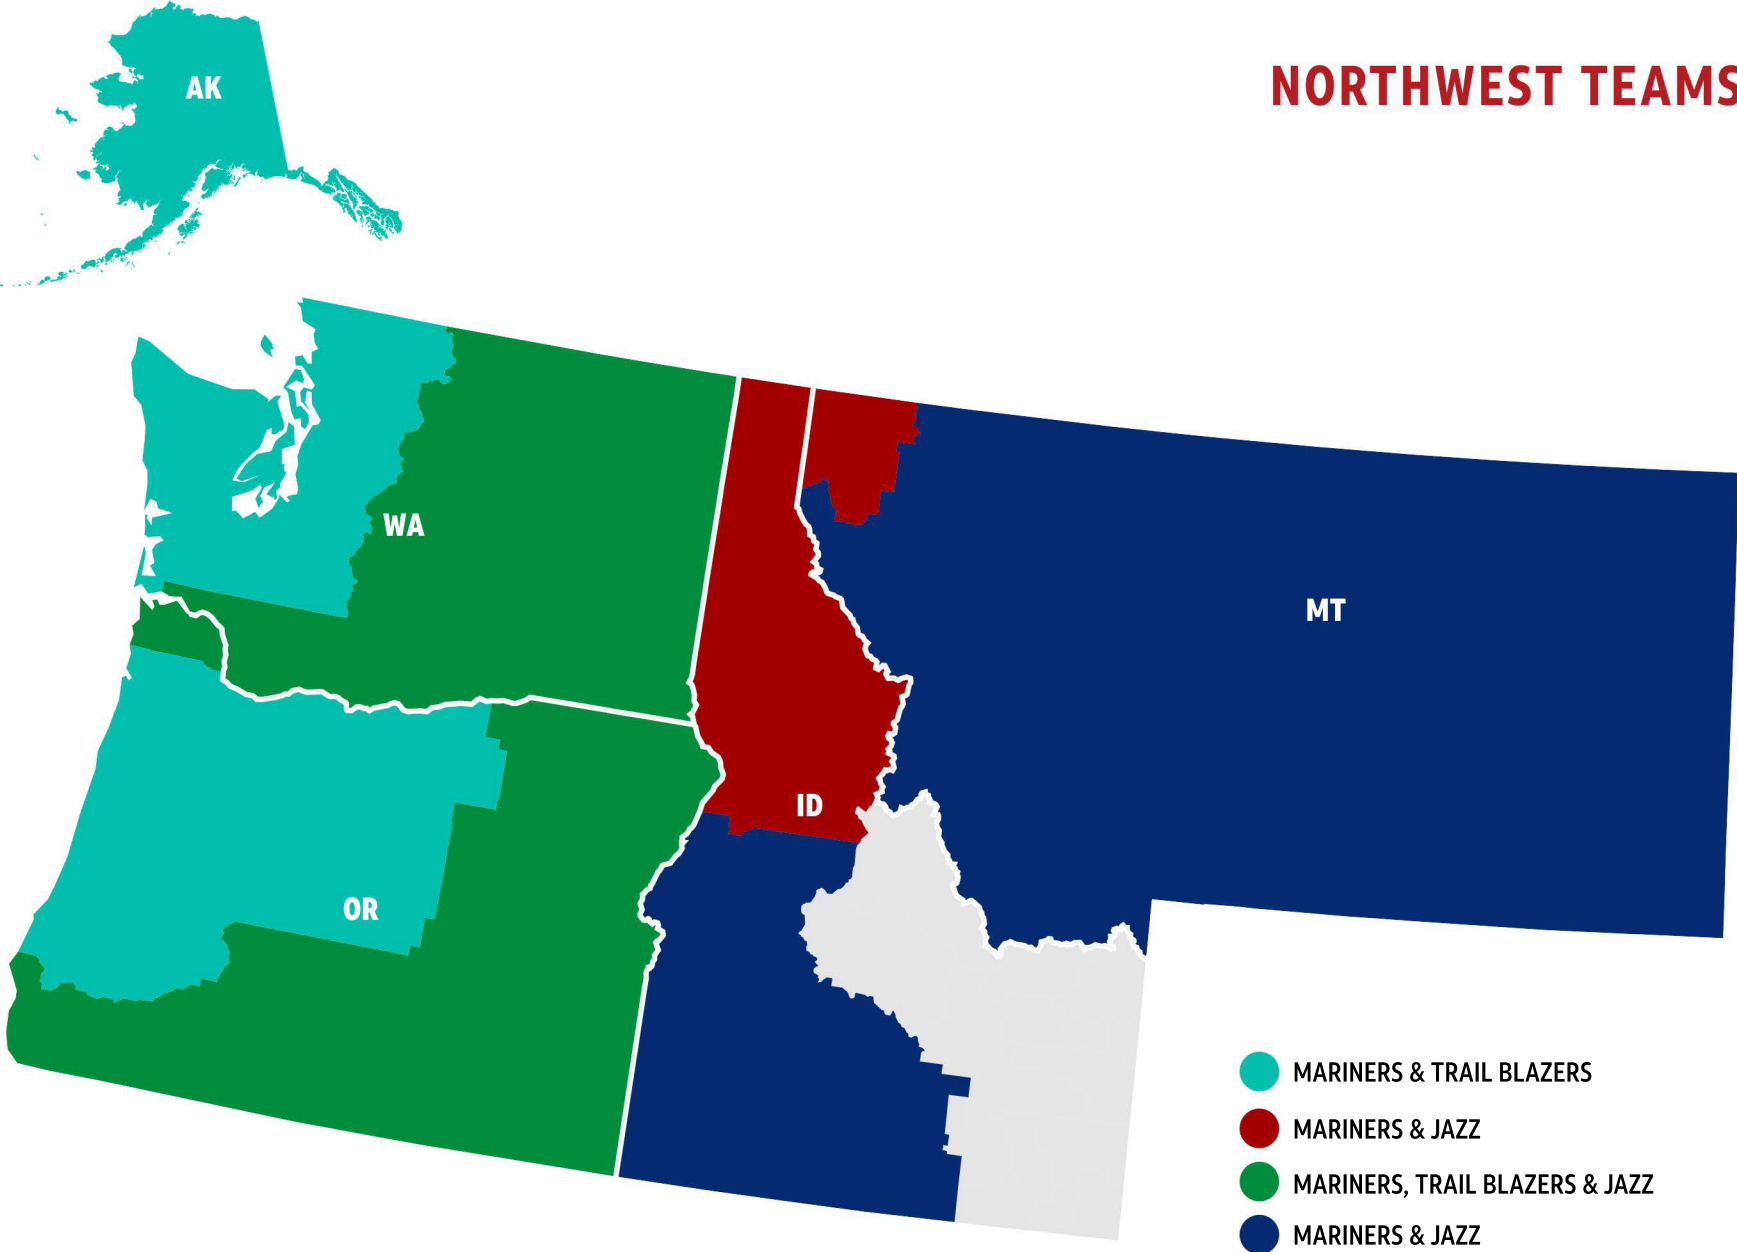 AK
NORTHWEST TEAMS
WA
MT
ID
OR
MARINERS & TRAIL BLAZERS
MARINERS & JAZZ
MARINERS, TRAIL BLAZERS & JAZZ
MARINERS & JAZZ